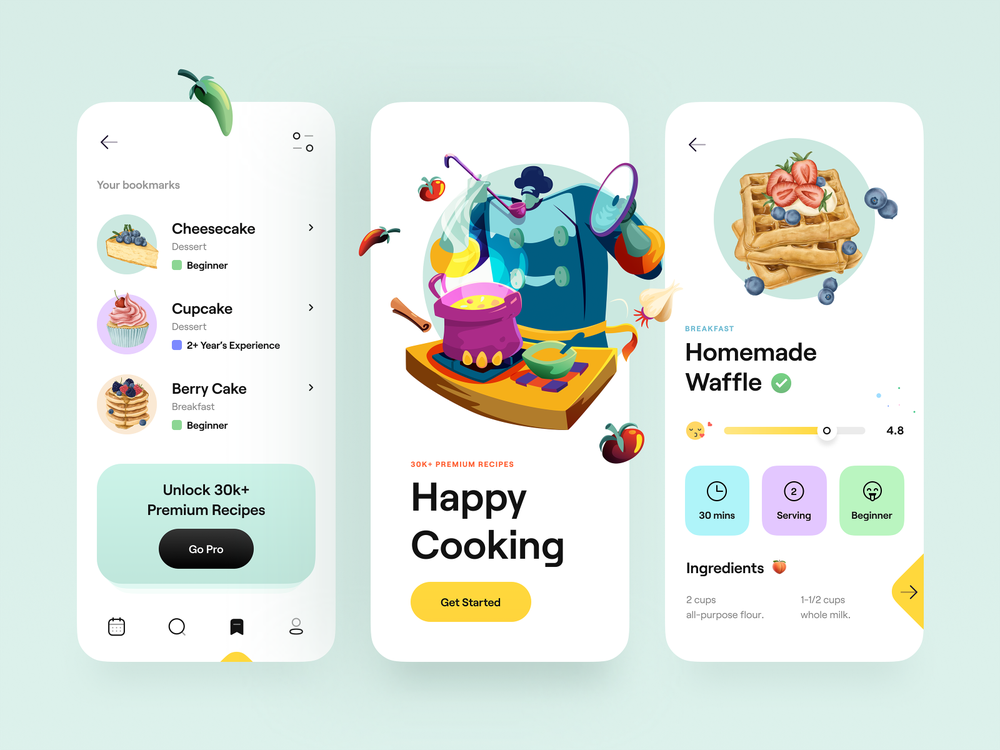 Your bookmarks
Cheesecake
Dessert
Beginner
Cupcake
Dessert
2+ Year's Experience
Berry Cake
Breakfast
Beginner
Unlock 30k+
Premium Recipes
Go Pro
30K+ PREMIUM RECIPES
Happy
Cooking
Get Started
BREAKFAST
Homemade
Waffle
4.8
30 mins
2
Serving
Beginner
Ingredients
2 cups
all-purpose flour.
1-1/2 cups
whole milk.